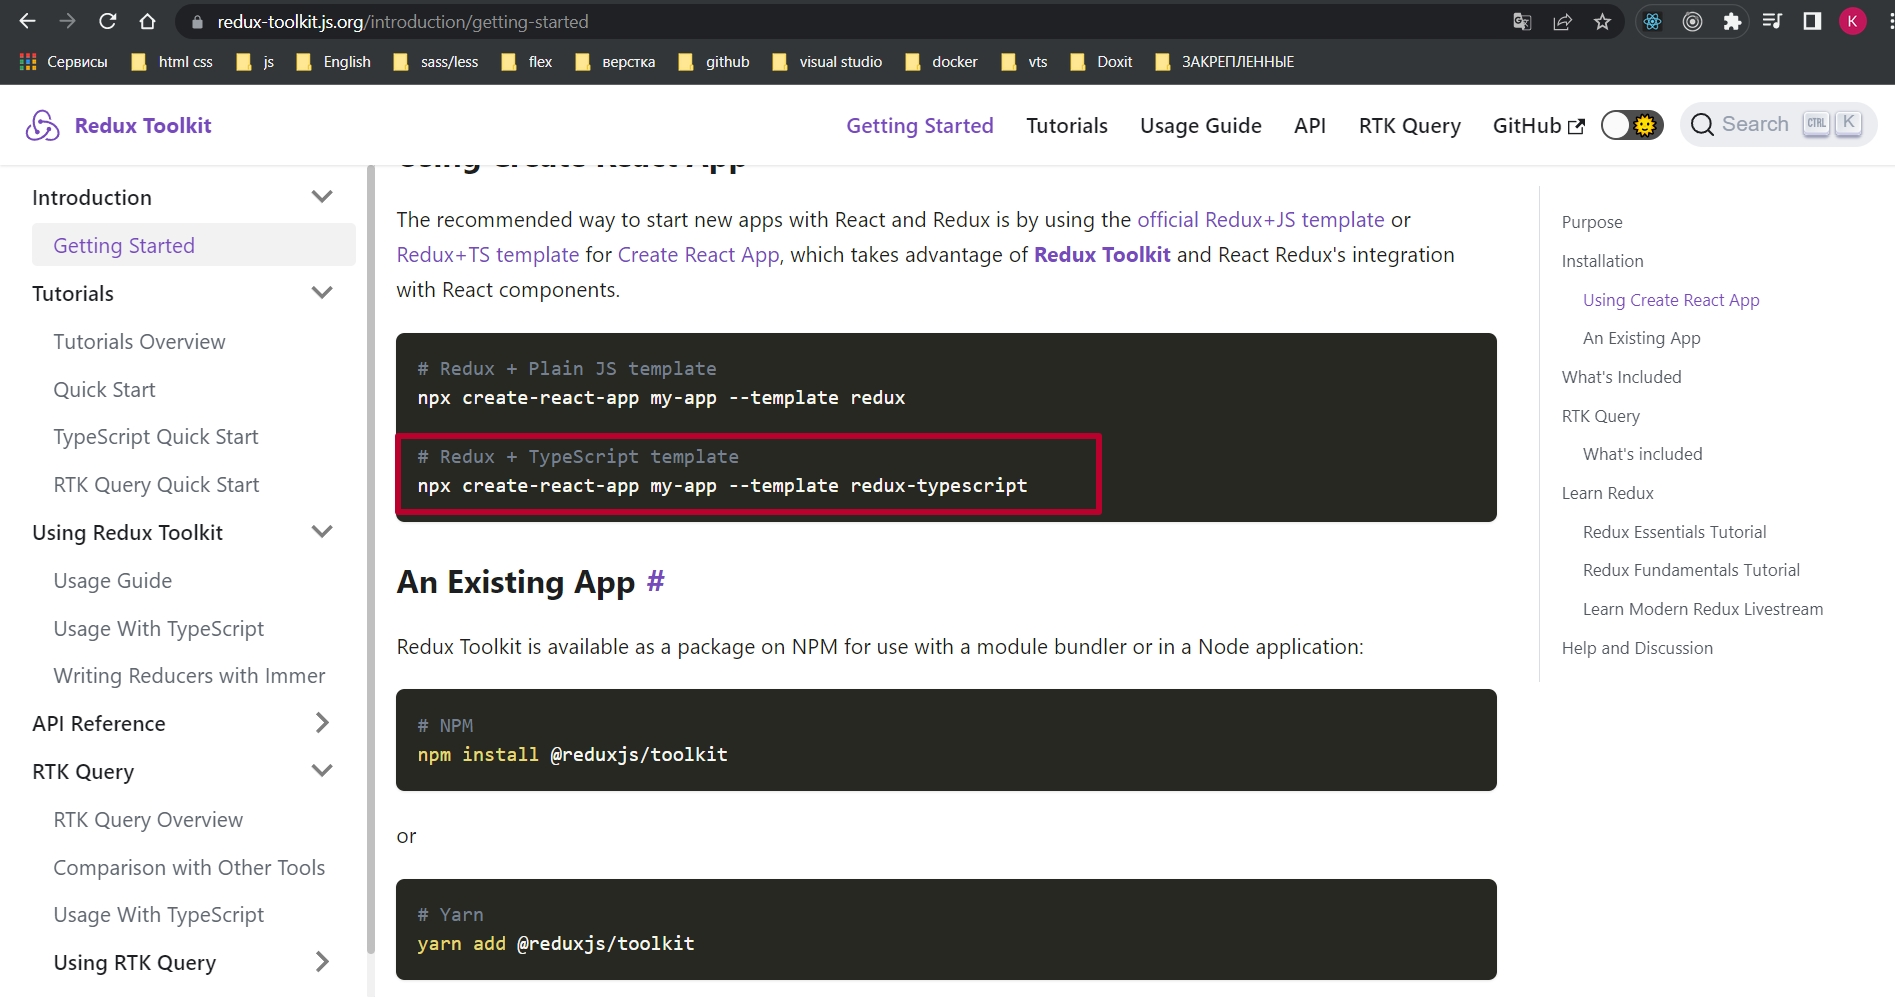 redux-toolkit.js.org/introduction/getting-started
K
Сервисы
html css
js
English
sass/less
flex
верстка
github
visual studio
docker
vts
Doxit
ЗАКРЕПЛЕННЫЕ
Redux Toolkit
Getting Started
Tutorials
Usage Guide
API
RTK Query
GitHub
Search
CTRL
K
Introduction
Getting Started
Tutorials
Tutorials Overview
Quick Start
TypeScript Quick Start
RTK Query Quick Start
Using Redux Toolkit
Usage Guide
Usage With TypeScript
Writing Reducers with Immer
API Reference
RTK Query
RTK Query Overview
Comparison with Other Tools
Usage With TypeScript
Using RTK Query
Using Create React App
The recommended way to start new apps with React and Redux is by using the official Redux+JS template or
Redux+TS template for Create React App, which takes advantage of Redux Toolkit and React Redux's integration
with React components.
# Redux + Plain JS template
npx create-react-app my-app --template redux
# Redux + TypeScript template
npx create-react-app my-app --template redux-typescript
An Existing App #
Redux Toolkit is available as a package on NPM for use with a module bundler or in a Node application:
# NPM
npm install @reduxjs/toolkit
or
# Yarn
yarn add @reduxjs/toolkit
Purpose
Installation
Using Create React App
An Existing App
What's Included
RTK Query
What's included
Learn Redux
Redux Essentials Tutorial
Redux Fundamentals Tutorial
Learn Modern Redux Livestream
Help and Discussion